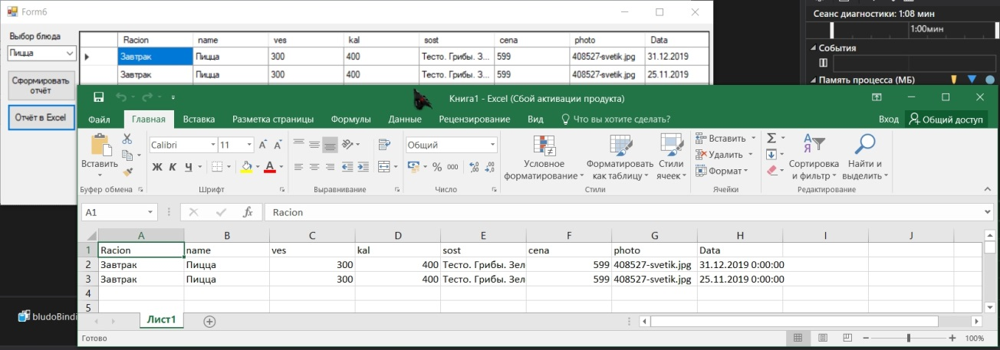 Form6
Сеанс диагностики: 1:08 мин
1:00мин
События
Память процесса (МБ)
Выбор блюда
Пицца
Сформировать отчёт
Отчёт в Excel
Racion name ves kal sost cena photo Data
Завтрак Пицца 300 400 Тесто. Грибы. З... 599 408527-svetik.jpg 31.12.2019
Завтрак Пицца 300 400 Тесто. Грибы. З... 599 408527-svetik.jpg 25.11.2019
Книга1 - Excel (Сбой активации продукта)
Файл Главная Вставка Разметка страницы Формулы Данные Рецензирование Вид Что вы хотите сделать? Вход Общий доступ
Вставить
Буфер обмена
Calibri 11
Ж К Ч
Шрифт
Выравнивание
Общий
% 000
Число
Условное форматирование
Форматировать как таблицу
Стили ячеек
Стили
Вставить
Удалить
Формат
Ячейки
Сортировка и фильтр
Найти и выделить
Редактирование
A1 fx Racion
A B C D E F G H I J
1 Racion name ves kal sost cena photo Data
2 Завтрак Пицца 300 400 Тесто. Грибы. Зел 599 408527-svetik.jpg 31.12.2019 0:00:00
3 Завтрак Пицца 300 400 Тесто. Грибы. Зел 599 408527-svetik.jpg 25.11.2019 0:00:00
4
5
bludoBindi
Лист1
Готово
100%